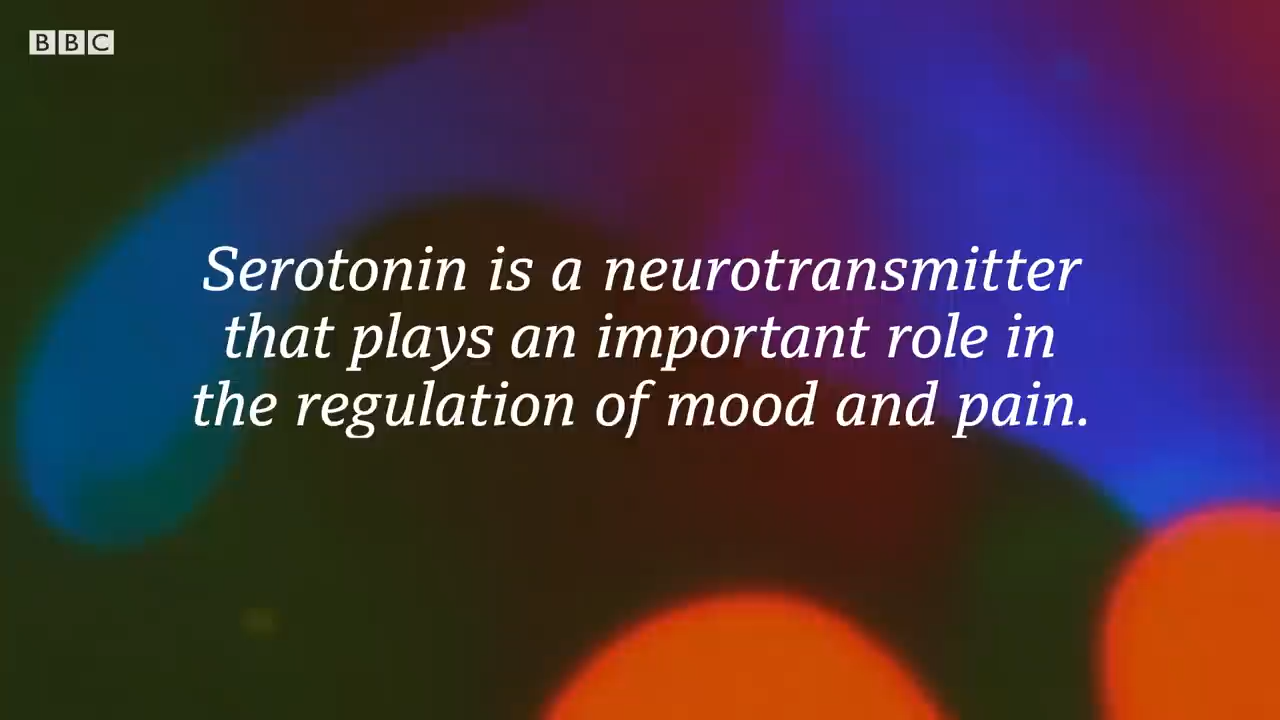 BBC
Serotonin is a neurotransmitter
that plays an important role in
the regulation of mood and pain.